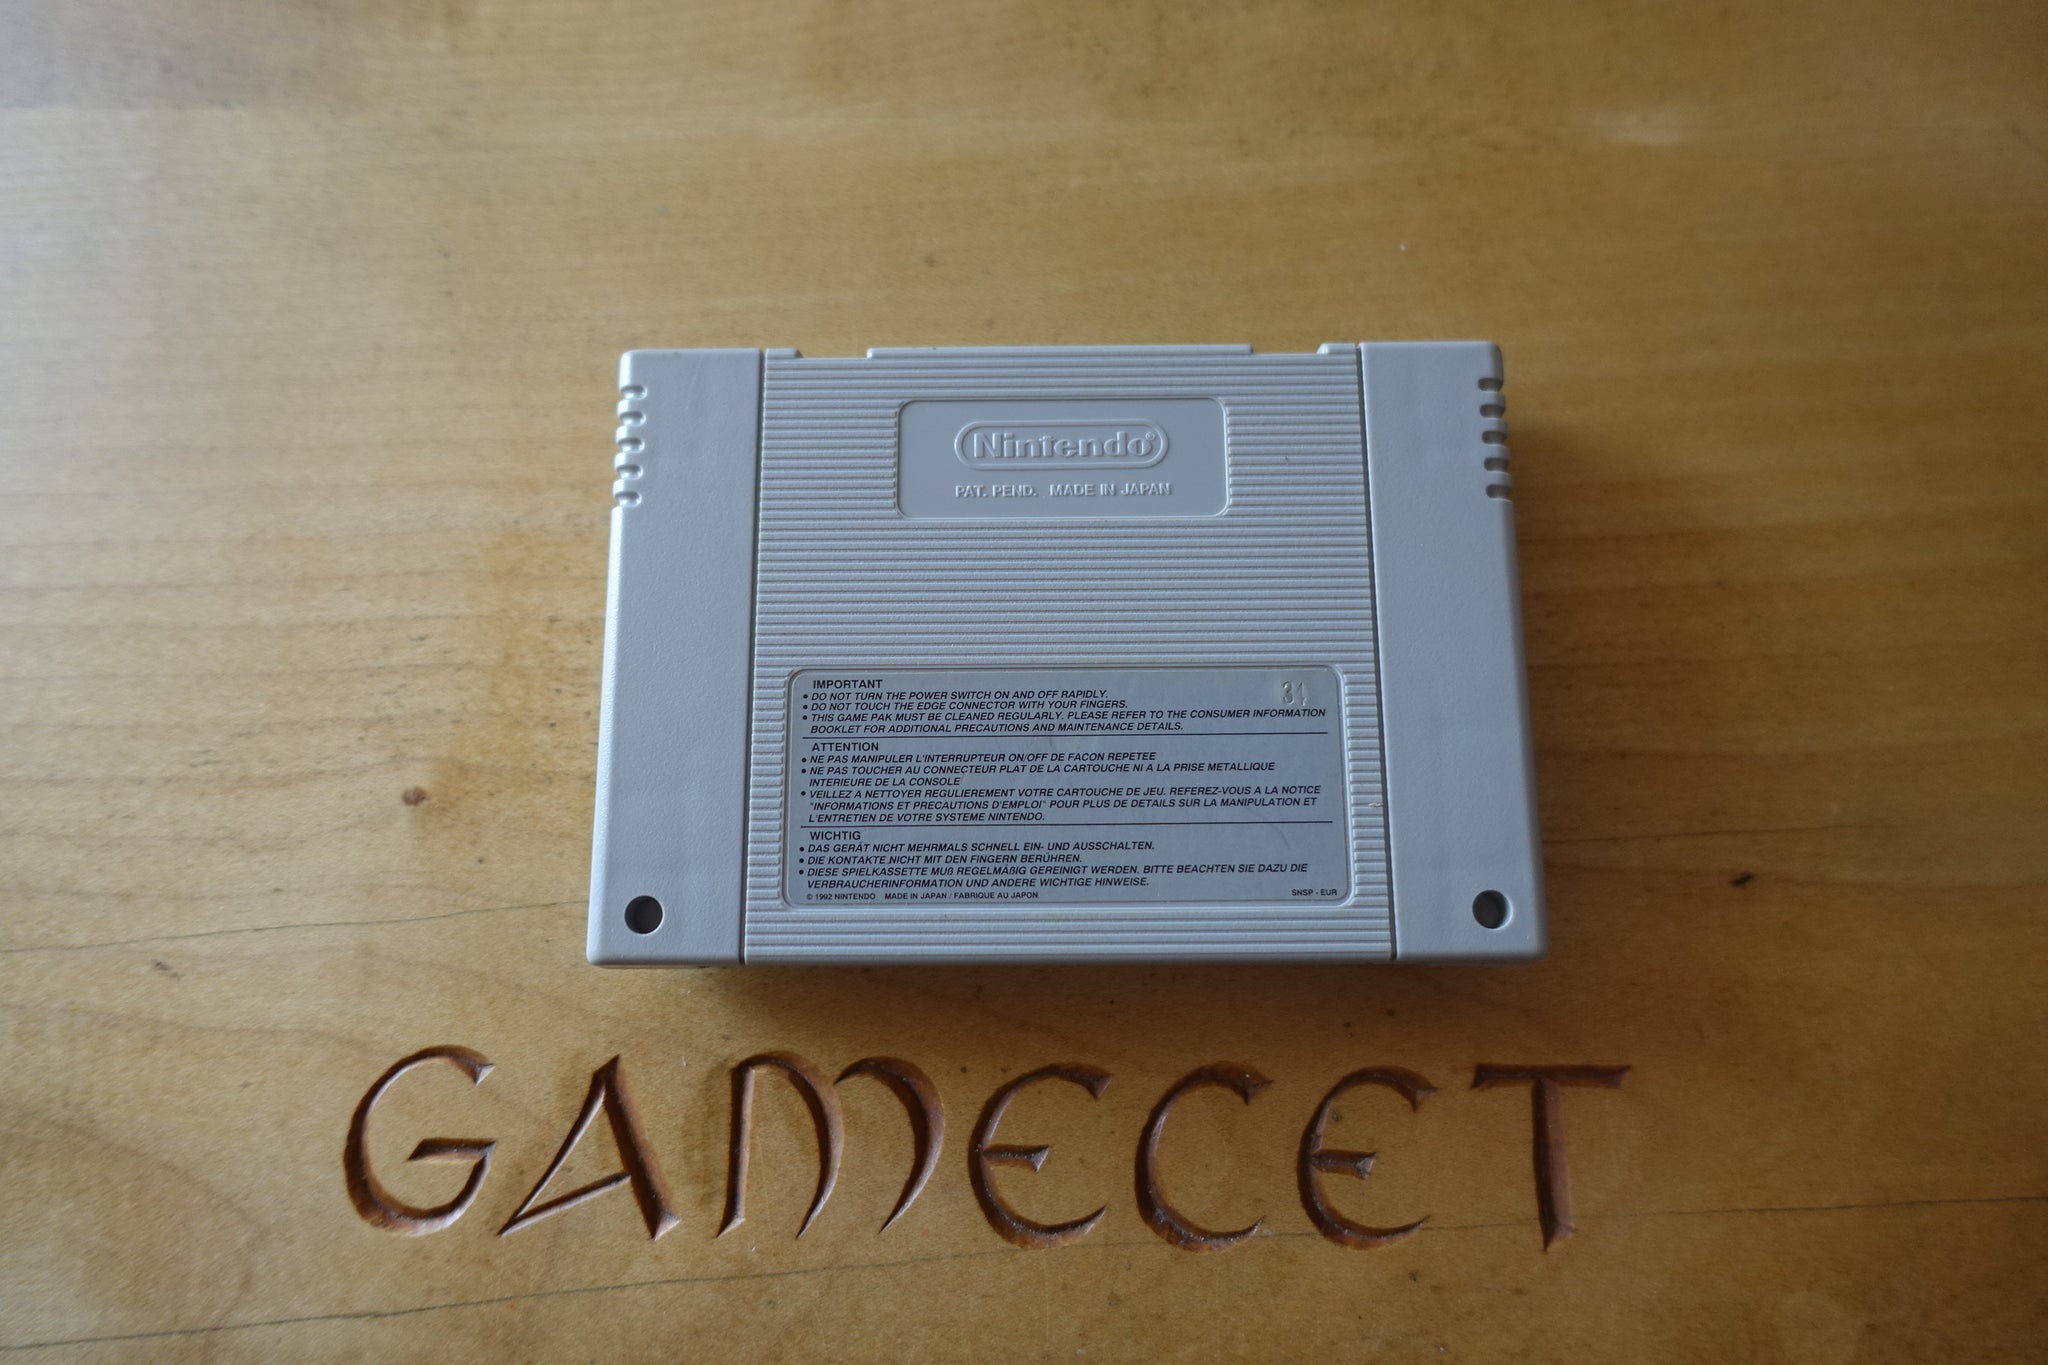 Nintendo®
PAT. PEND. MADE IN JAPAN
31
IMPORTANT
• DO NOT TURN THE POWER SWITCH ON AND OFF RAPIDLY.
• DO NOT TOUCH THE EDGE CONNECTOR WITH YOUR FINGERS.
• THIS GAME PAK MUST BE CLEANED REGULARLY. PLEASE REFER TO THE CONSUMER INFORMATION
BOOKLET FOR ADDITIONAL PRECAUTIONS AND MAINTENANCE DETAILS.
ATTENTION
• NE PAS MANIPULER L'INTERRUPTEUR ON/OFF DE FACON REPETEE
• NE PAS TOUCHER AU CONNECTEUR PLAT DE LA CARTOUCHE NI A LA PRISE METALLIQUE
INTERIEURE DE LA CONSOLE
• VEILLEZ A NETTOYER REGULIEREMENT VOTRE CARTOUCHE DE JEU. REFEREZ-VOUS A LA NOTICE
"INFORMATIONS ET PRECAUTIONS D'EMPLOI" POUR PLUS DE DETAILS SUR LA MANIPULATION ET
L'ENTRETIEN DE VOTRE SYSTEME NINTENDO.
WICHTIG
• DAS GERÄT NICHT MEHRMALS SCHNELL EIN- UND AUSSCHALTEN.
• DIE KONTAKTE NICHT MIT DEN FINGERN BERÜHREN.
• DIESE SPIELKASSETTE MUß REGELMÄßIG GEREINIGT WERDEN. BITTE BEACHTEN SIE DAZU DIE
VERBRAUCHERINFORMATION UND ANDERE WICHTIGE HINWEISE.
© 1992 NINTENDO MADE IN JAPAN / FABRIQUE AU JAPON SNSP - EUR
GAMECET